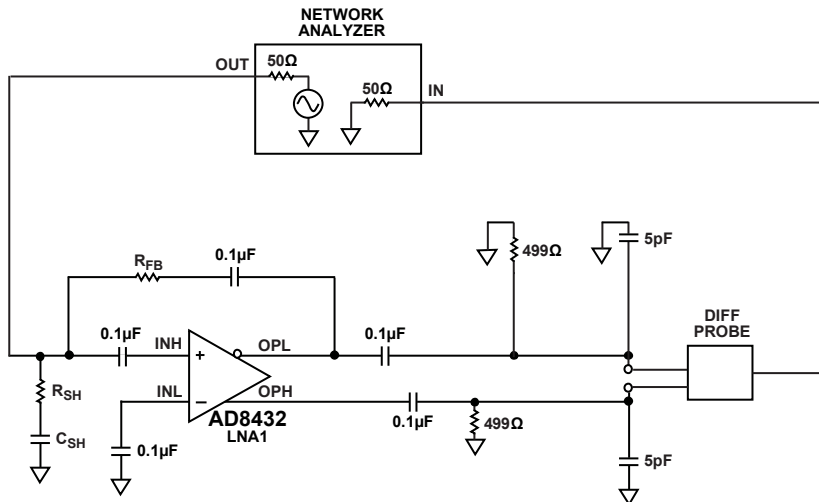 NETWORK
ANALYZER
OUT
50Ω
50Ω
IN
RFB
0.1µF
499Ω
5pF
DIFF
PROBE
0.1µF
INH
+
OPL
0.1µF
RSH
INL
–
OPH
AD8432
LNA1
0.1µF
499Ω
CSH
0.1µF
5pF